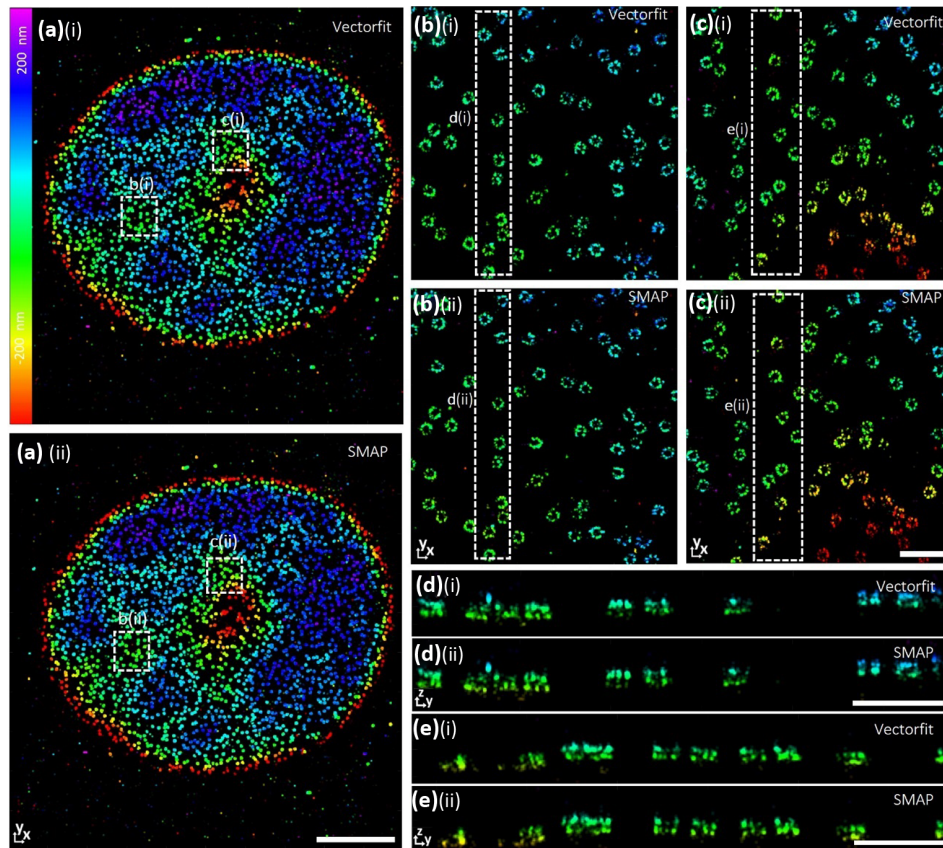 (a)(i)
Vectorfit
200 nm
-200 nm
c(i)
b(i)
(b)(i)
Vectorfit
d(i)
(c)(i)
Vectorfit
e(i)
(b)(ii)
SMAP
d(ii)
y
x
(c)(ii)
SMAP
e(ii)
(a) (ii)
SMAP
c(ii)
b(ii)
y
x
(d)(i)
Vectorfit
(d)(ii)
SMAP
z
y
(e)(i)
Vectorfit
(e)(ii)
SMAP
z
y